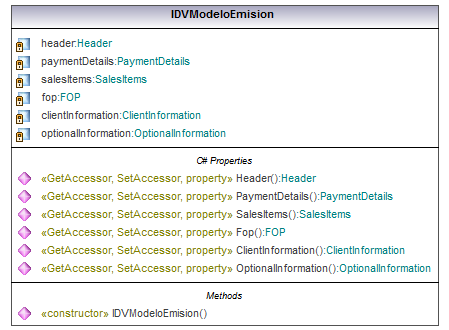 IDVModeloEmision
header:Header
paymentDetails:PaymentDetails
salesItems:SalesItems
fop:FOP
clientInformation:ClientInformation
optionalInformation:OptionalInformation
C# Properties
«GetAccessor, SetAccessor, property» Header():Header
«GetAccessor, SetAccessor, property» PaymentDetails():PaymentDetails
«GetAccessor, SetAccessor, property» SalesItems():SalesItems
«GetAccessor, SetAccessor, property» Fop():FOP
«GetAccessor, SetAccessor, property» ClientInformation():ClientInformation
«GetAccessor, SetAccessor, property» OptionalInformation():OptionalInformation
Methods
«constructor» IDVModeloEmision()